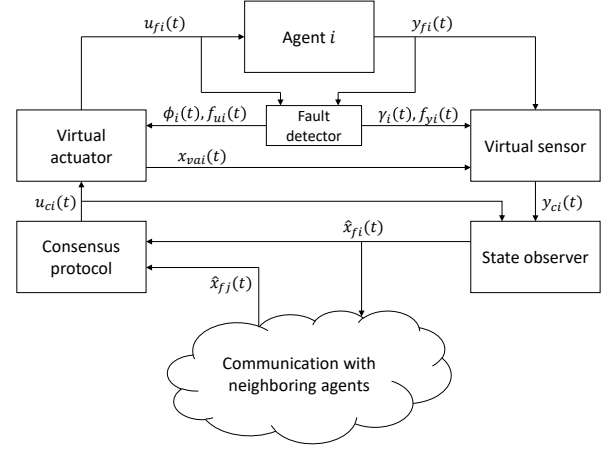 u_{fi}(t)
Agent i
y_{fi}(t)
ϕ_i(t), f_{ui}(t)
Fault
detector
γ_i(t), f_{yi}(t)
Virtual
actuator
Virtual sensor
x_{vai}(t)
u_{ci}(t)
y_{ci}(t)
Consensus
protocol
x̂_{fi}(t)
State observer
x̂_{fj}(t)
Communication with
neighboring agents